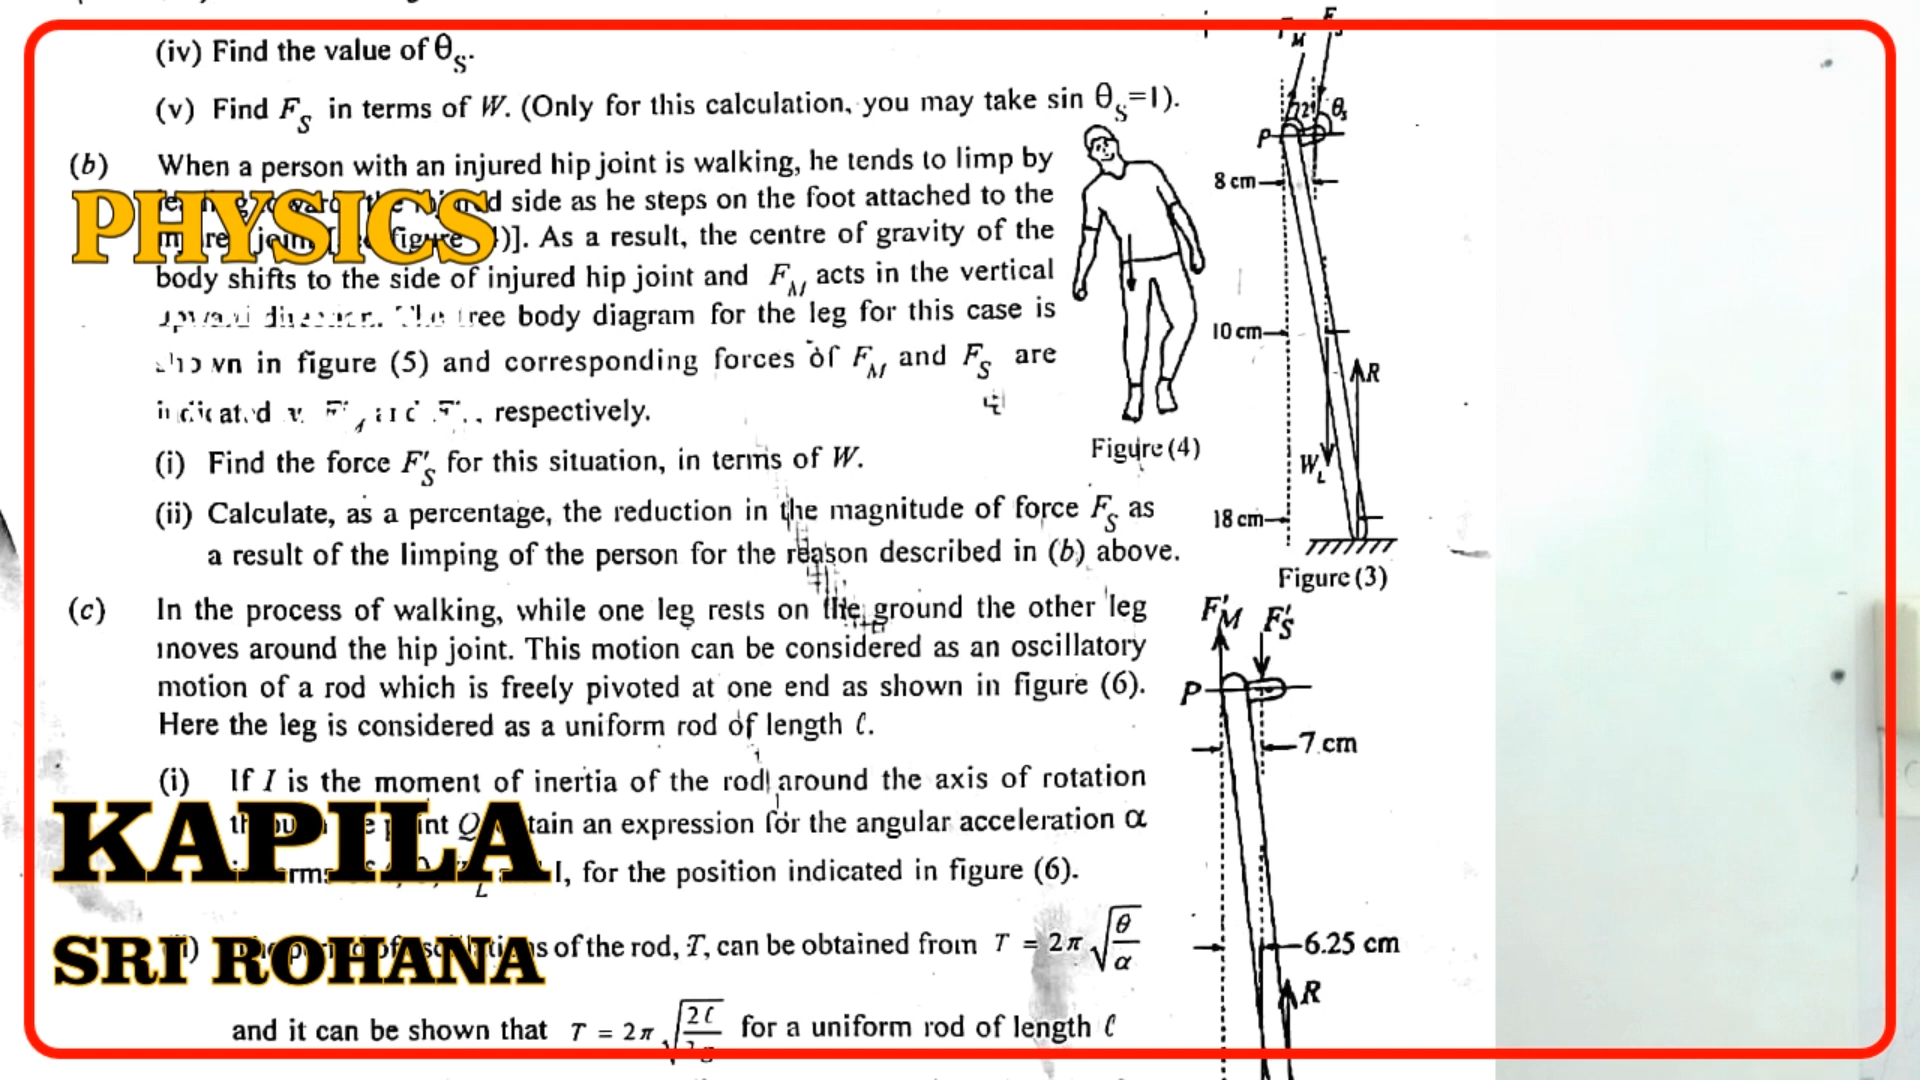 (iv) Find the value of θS.
(v) Find FS in terms of W. (Only for this calculation, you may take sin θS=1).
(b) When a person with an injured hip joint is walking, he tends to limp by
side as he steps on the foot attached to the
As a result, the centre of gravity of the
body shifts to the side of injured hip joint and FM acts in the vertical
free body diagram for the leg for this case is
shown in figure (5) and corresponding forces of FM and FS are
indicated respectively.
(i) Find the force F'S for this situation, in terms of W.
(ii) Calculate, as a percentage, the reduction in the magnitude of force FS as
a result of the limping of the person for the reason described in (b) above.
(c) In the process of walking, while one leg rests on the ground the other leg
moves around the hip joint. This motion can be considered as an oscillatory
motion of a rod which is freely pivoted at one end as shown in figure (6).
Here the leg is considered as a uniform rod of length ℓ.
(i) If I is the moment of inertia of the rod around the axis of rotation
Q an expression for the angular acceleration α
I, for the position indicated in figure (6).
of the rod, T, can be obtained from T = 2π √(θ/α)
and it can be shown that T = 2π for a uniform rod of length ℓ
PHYSICS
KAPILA
SRI ROHANA
Figure (4)
θS
P
8 cm
10 cm
R
WL
18 cm
Figure (3)
F'M F'S
P
7 cm
6.25 cm
R